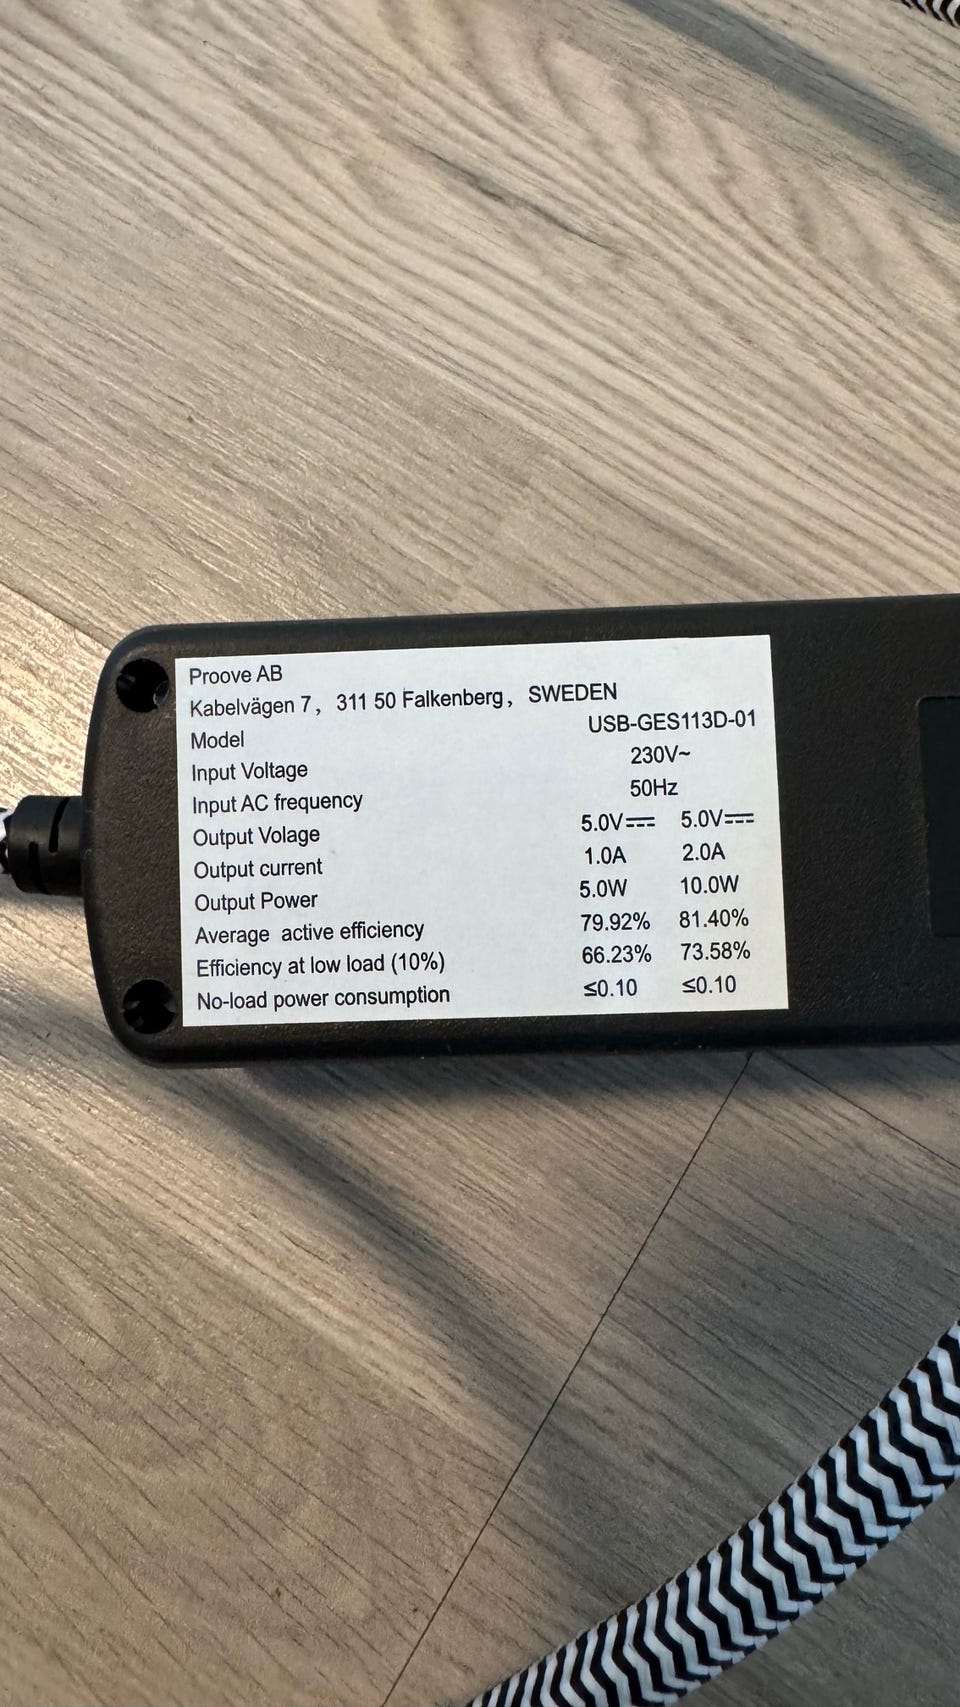 Proove AB
Kabelvägen 7, 311 50 Falkenberg, SWEDEN
Model USB-GES113D-01
Input Voltage 230V~
Input AC frequency 50Hz
Output Volage 5.0V⎓ 5.0V⎓
Output current 1.0A 2.0A
Output Power 5.0W 10.0W
Average active efficiency 79.92% 81.40%
Efficiency at low load (10%) 66.23% 73.58%
No-load power consumption ≤0.10 ≤0.10